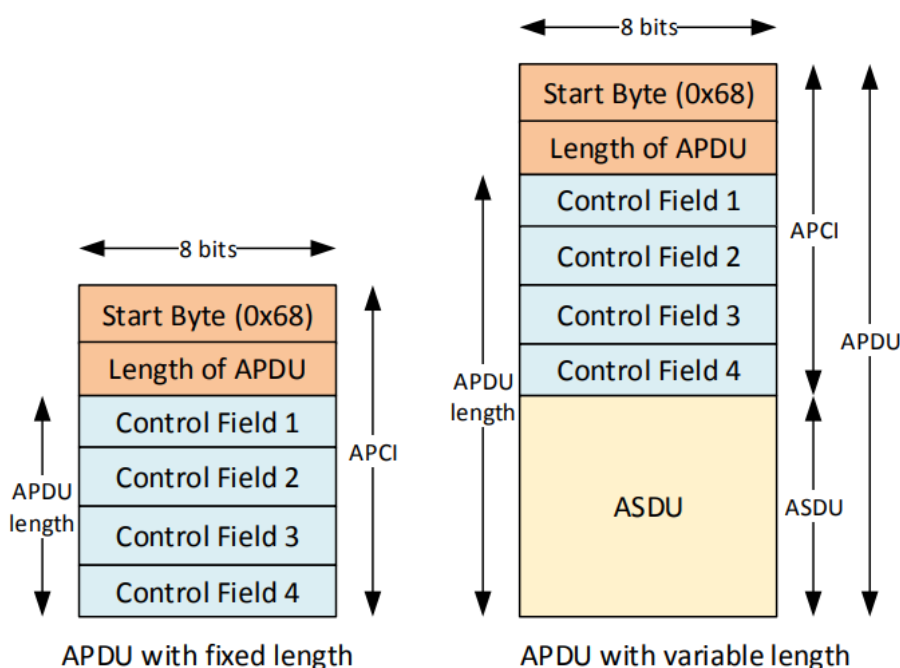 8 bits
Start Byte (0x68)
Length of APDU
Control Field 1
Control Field 2
Control Field 3
Control Field 4
APDU
length
APCI
APDU with fixed length
8 bits
Start Byte (0x68)
Length of APDU
Control Field 1
Control Field 2
Control Field 3
Control Field 4
ASDU
APDU
length
APCI
ASDU
APDU
APDU with variable length